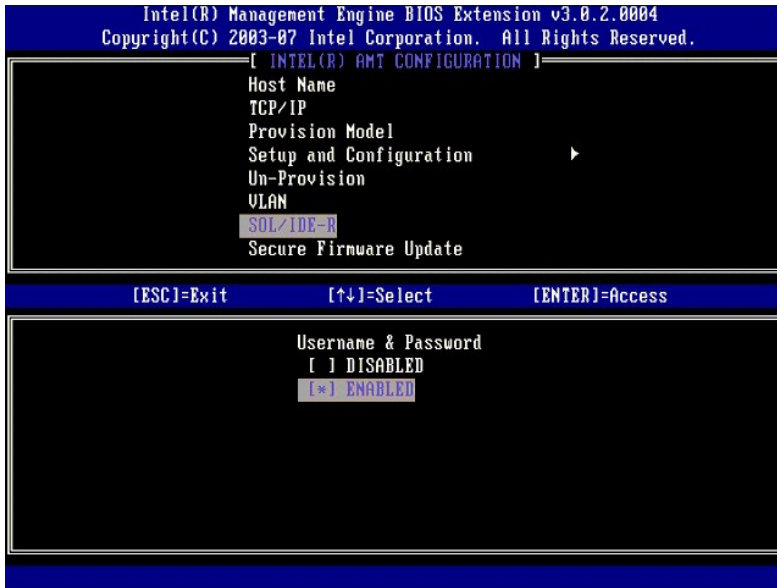 Intel(R) Management Engine BIOS Extension v3.0.2.0004
Copyright(C) 2003-07 Intel Corporation. All Rights Reserved.
[ INTEL(R) AMT CONFIGURATION ]
Host Name
TCP/IP
Provision Model
Setup and Configuration
Un-Provision
VLAN
SOL/IDE-R
Secure Firmware Update
[ESC]=Exit [↑↓]=Select [ENTER]=Access
Username & Password
[ ] DISABLED
[*] ENABLED